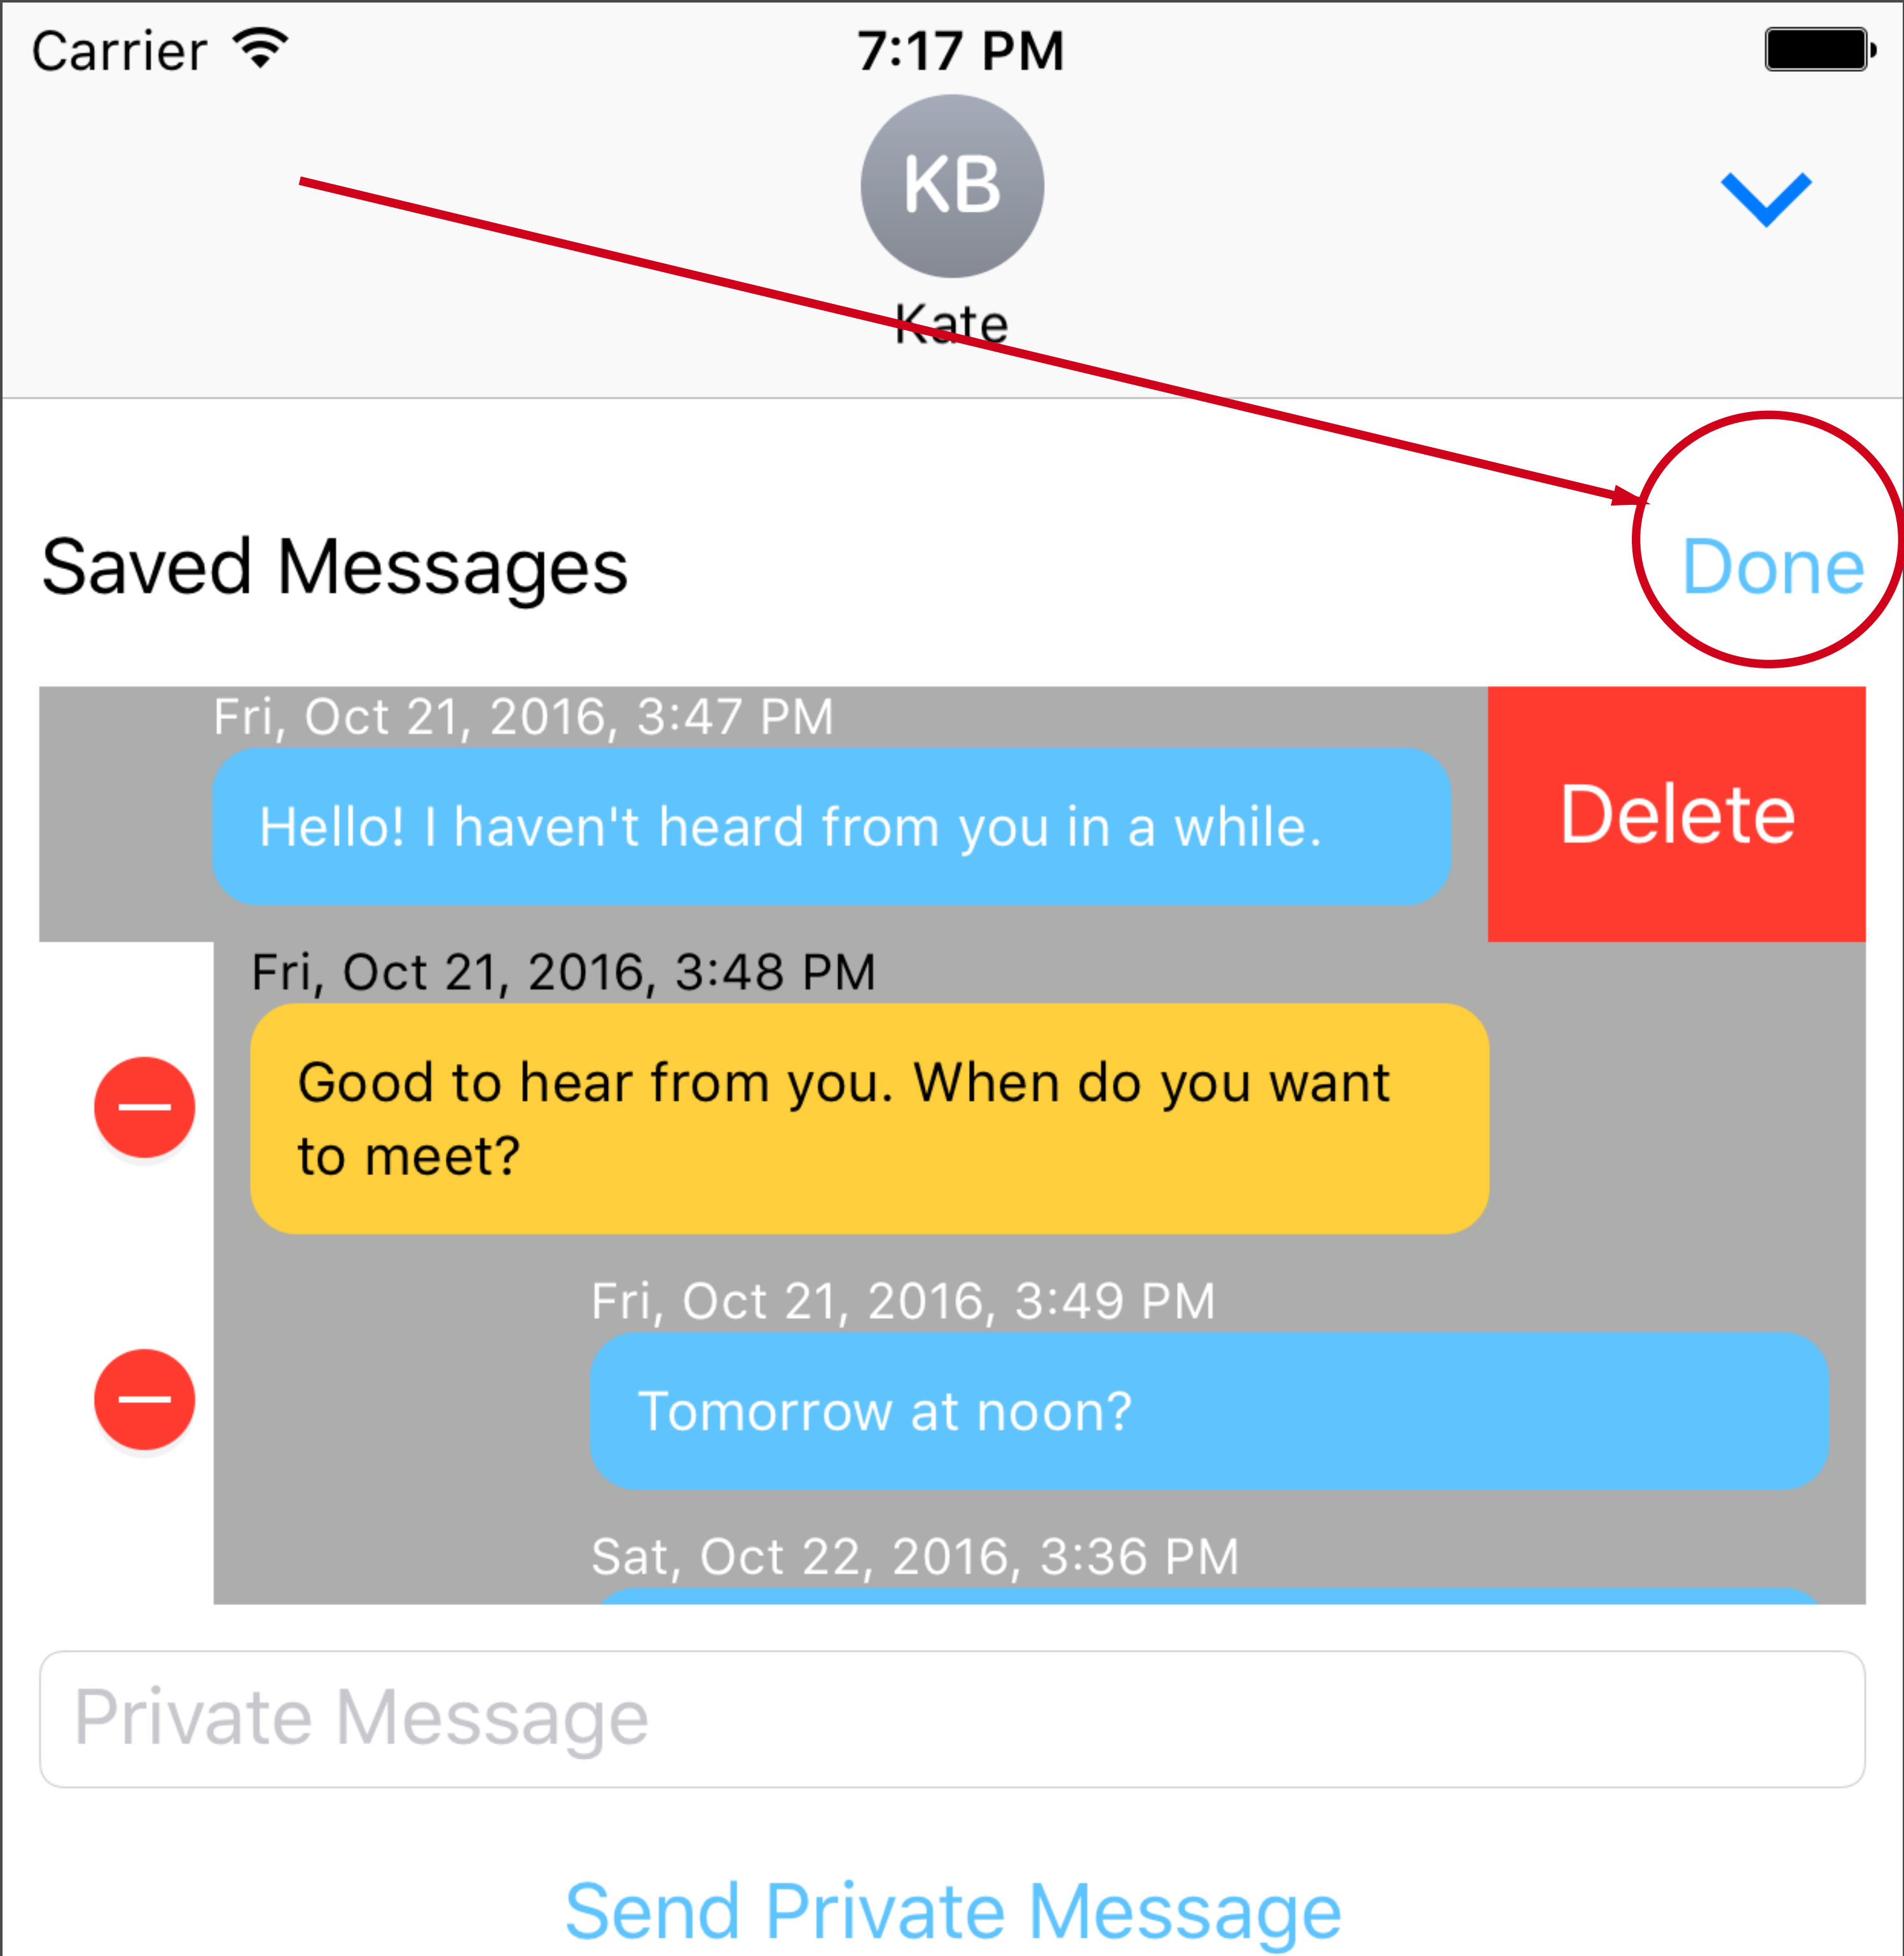 Carrier 7:17 PM
KB
Kate
Saved Messages Done
Fri, Oct 21, 2016, 3:47 PM
Hello! I haven't heard from you in a while.
Delete
Fri, Oct 21, 2016, 3:48 PM
Good to hear from you. When do you want
to meet?
Fri, Oct 21, 2016, 3:49 PM
Tomorrow at noon?
Sat, Oct 22, 2016, 3:36 PM
Private Message
Send Private Message